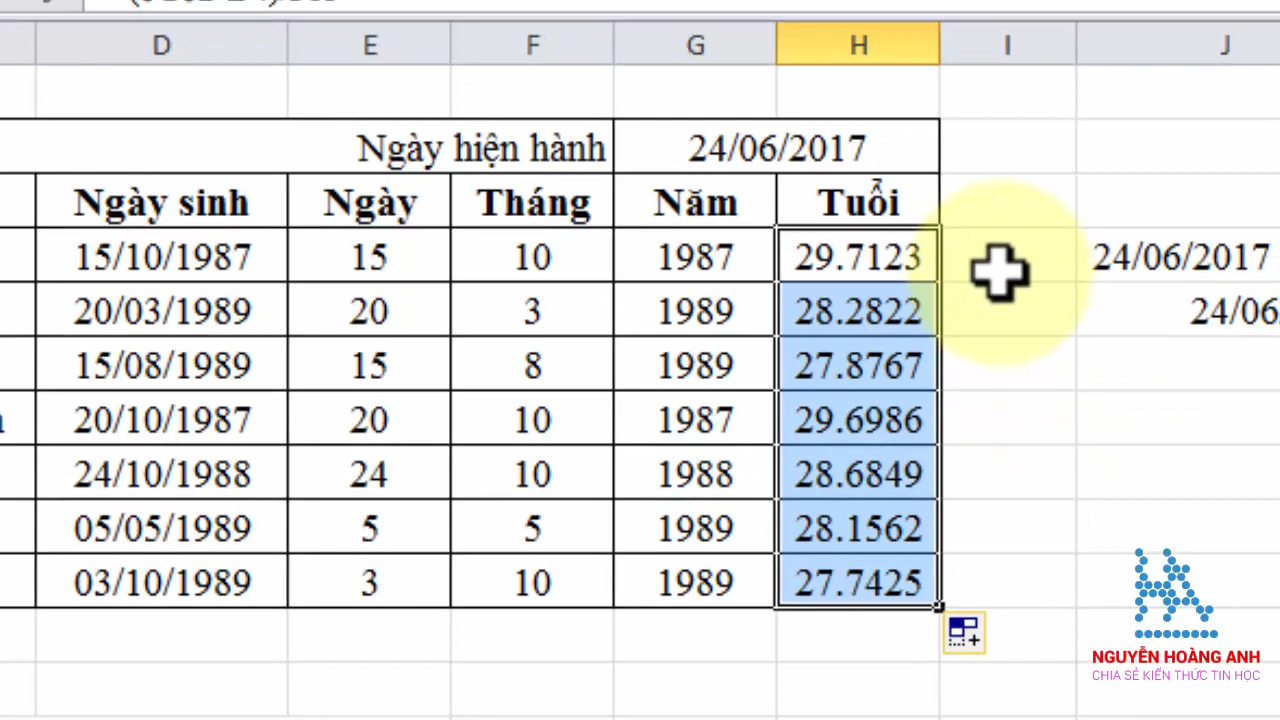 D E F G H I J
Ngày hiện hành 24/06/2017
Ngày sinh Ngày Tháng Năm Tuổi
15/10/1987 15 10 1987 29.7123 24/06/2017
20/03/1989 20 3 1989 28.2822 24/06
15/08/1989 15 8 1989 27.8767
20/10/1987 20 10 1987 29.6986
24/10/1988 24 10 1988 28.6849
05/05/1989 5 5 1989 28.1562
03/10/1989 3 10 1989 27.7425
HA
NGUYỄN HOÀNG ANH
CHIA SẺ KIẾN THỨC TIN HỌC